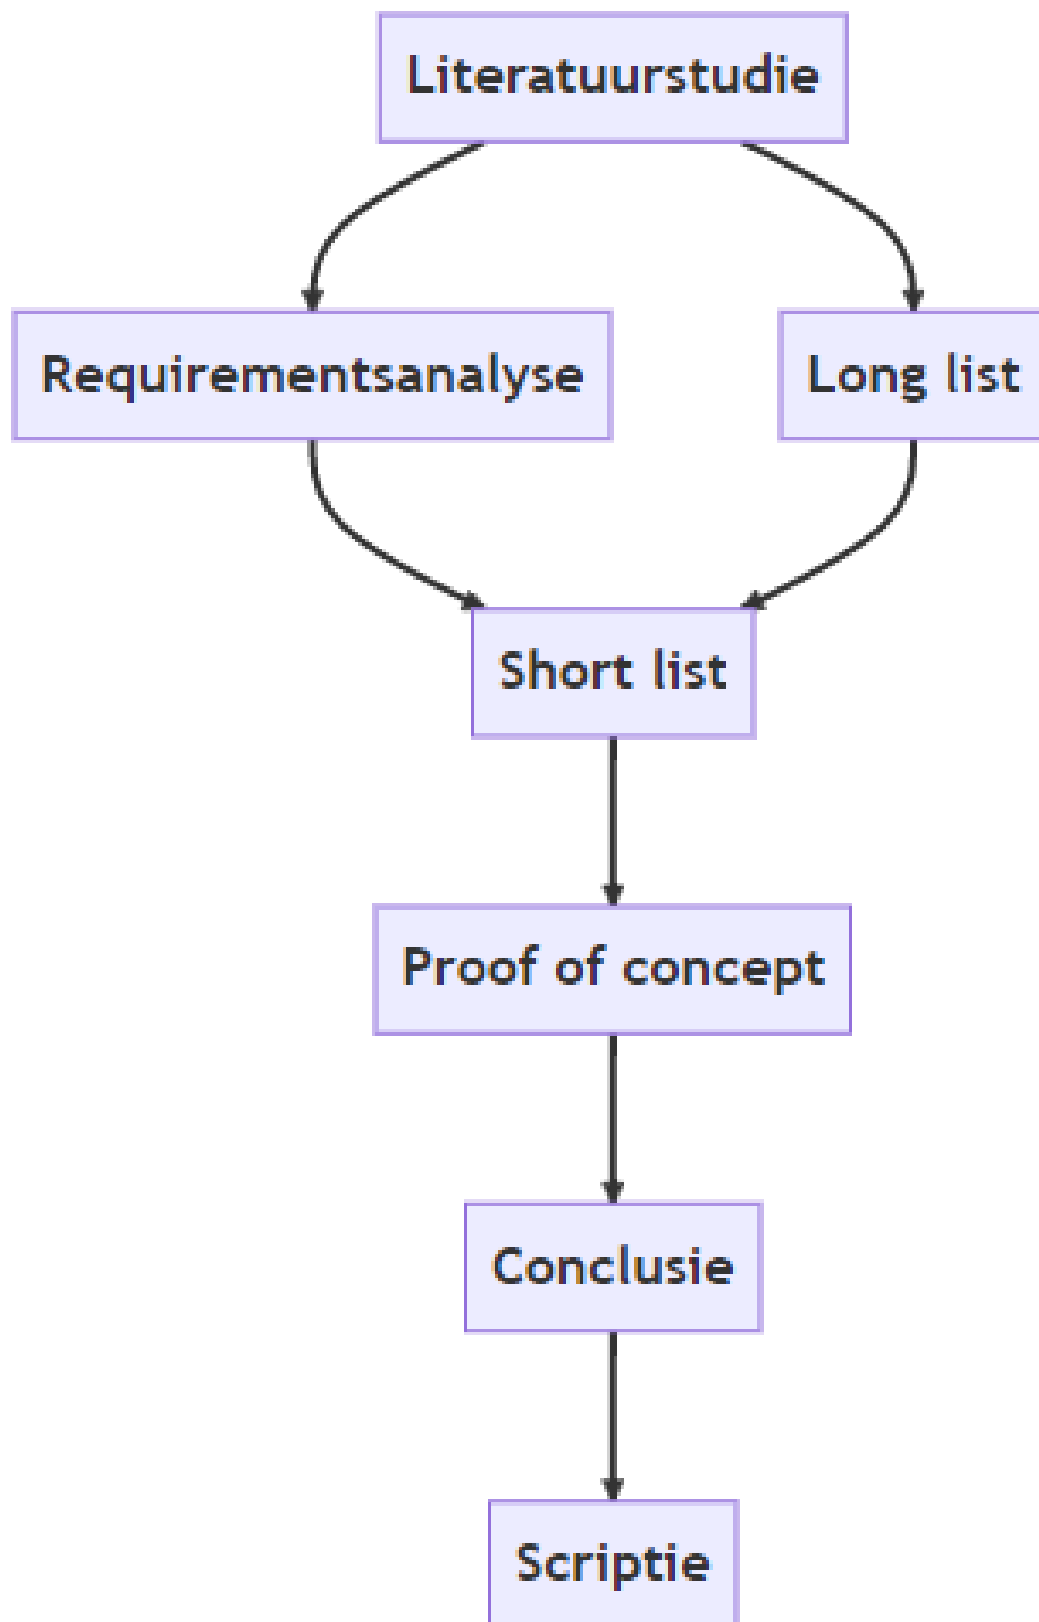 Literatuurstudie
Requirementsanalyse
Long list
Short list
Proof of concept
Conclusie
Scriptie